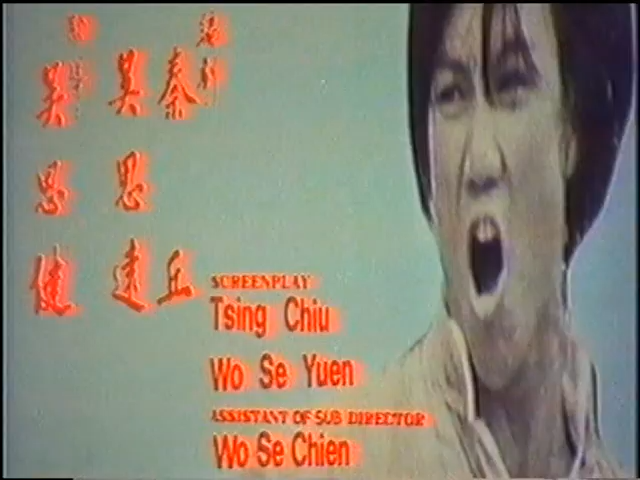 秦丘
吳思遠
吳思健
SCREENPLAY
Tsing Chiu
Wo Se Yuen
ASSISTANT OF SUB DIRECTOR
Wo Se Chien